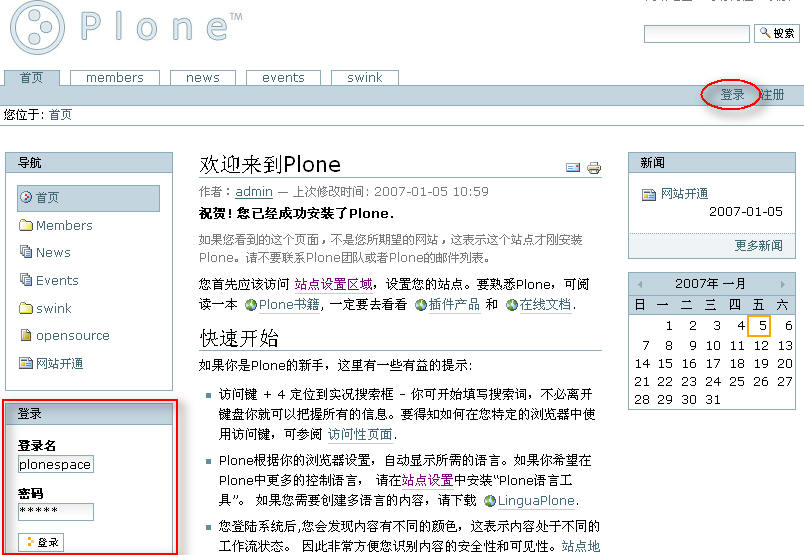 Plone™
搜索
首页 members news events swink
登录 注册
您位于: 首页
导航
首页
Members
News
Events
swink
opensource
网站开通
登录
登录名
plonespace
密码
*****
登录
欢迎来到Plone
作者: admin — 上次修改时间: 2007-01-05 10:59
祝贺! 您已经成功安装了Plone.
如果您看到的这个页面,不是您所期望的网站,这表示这个站点才刚安装
Plone。请不要联系Plone团队或者Plone的邮件列表。
您首先应该访问 站点设置区域,设置您的站点。要熟悉Plone,可阅
读一本 Plone书籍, 一定要去看看 插件产品 和 在线文档.
快速开始
如果你是Plone的新手,这里有一些有益的提示:
访问键 + 4 定位到实况搜索框 - 你可开始填写搜索词,不必离开
键盘你就可以把握所有的信息。要得知如何在您特定的浏览器中使
用访问键,可参阅 访问性页面.
Plone根据你的浏览器设置,自动显示所需的语言。如果你希望在
Plone中更多的控制语言, 请在站点设置中安装“Plone语言工
具”。 如果您需要创建多语言的内容,请下载 LinguaPlone.
您登陆系统后,您会发现内容有不同的颜色,这表示内容处于不同的
工作流状态。 因此非常方便您识别内容的安全性和可见性。站点地
新闻
网站开通
2007-01-05
更多新闻
2007年 一月
日 一 二 三 四 五 六
1 2 3 4 5 6
7 8 9 10 11 12 13
14 15 16 17 18 19 20
21 22 23 24 25 26 27
28 29 30 31